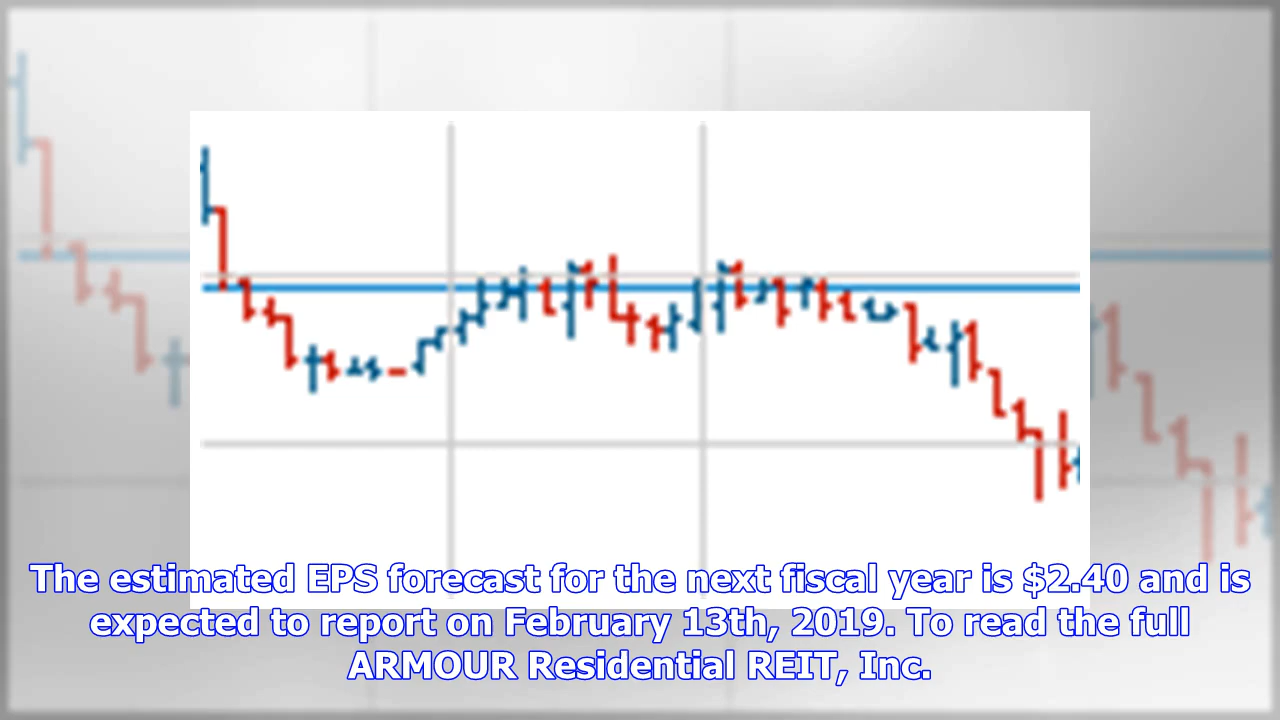 The estimated EPS forecast for the next fiscal year is $2.40 and is
expected to report on February 13th, 2019. To read the full
ARMOUR Residential REIT, Inc.